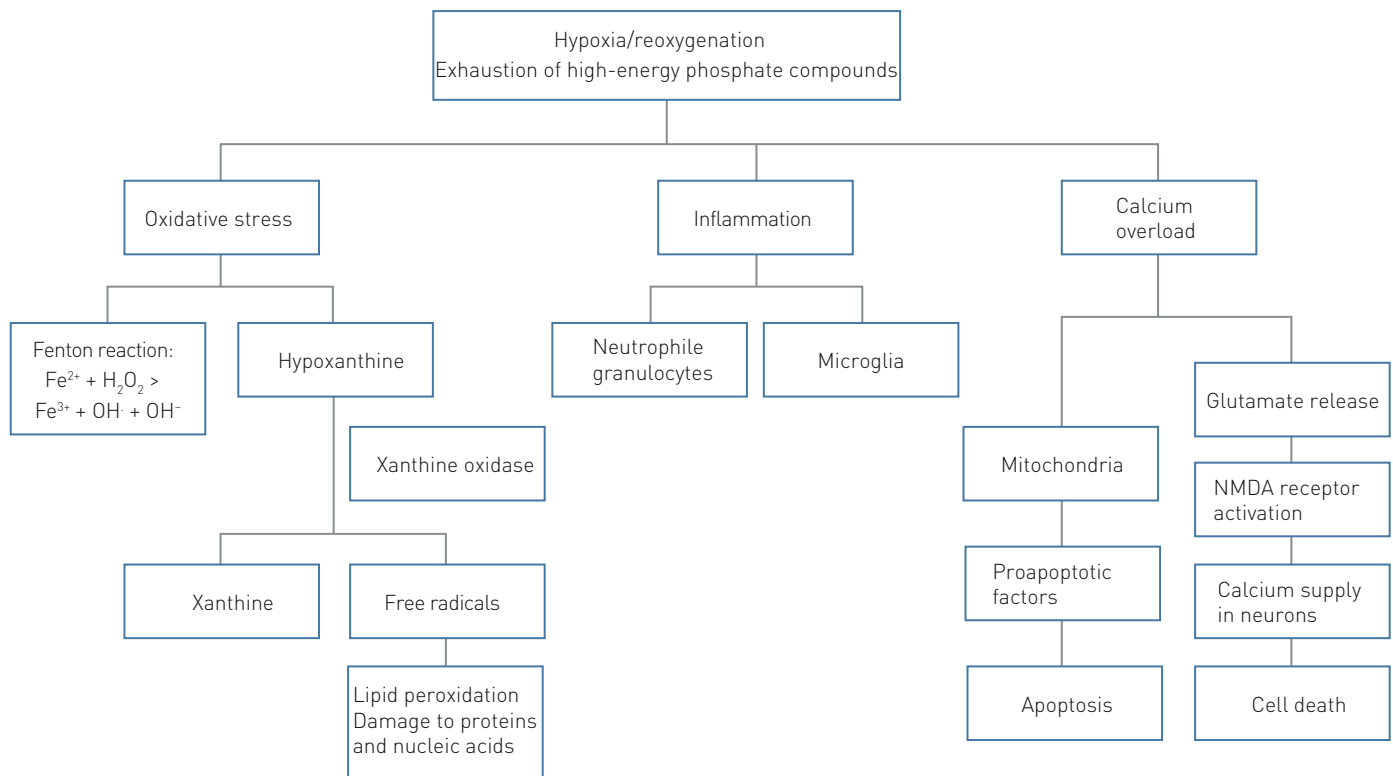 Hypoxia/reoxygenation
Exhaustion of high-energy phosphate compounds
Oxidative stress
Inflammation
Calcium
overload
Fenton reaction:
Fe²⁺ + H₂O₂ >
Fe³⁺ + OH· + OH⁻
Hypoxanthine
Neutrophile
granulocytes
Microglia
Glutamate release
Xanthine oxidase
Mitochondria
NMDA receptor
activation
Xanthine
Free radicals
Proapoptotic
factors
Calcium supply
in neurons
Lipid peroxidation
Damage to proteins
and nucleic acids
Apoptosis
Cell death